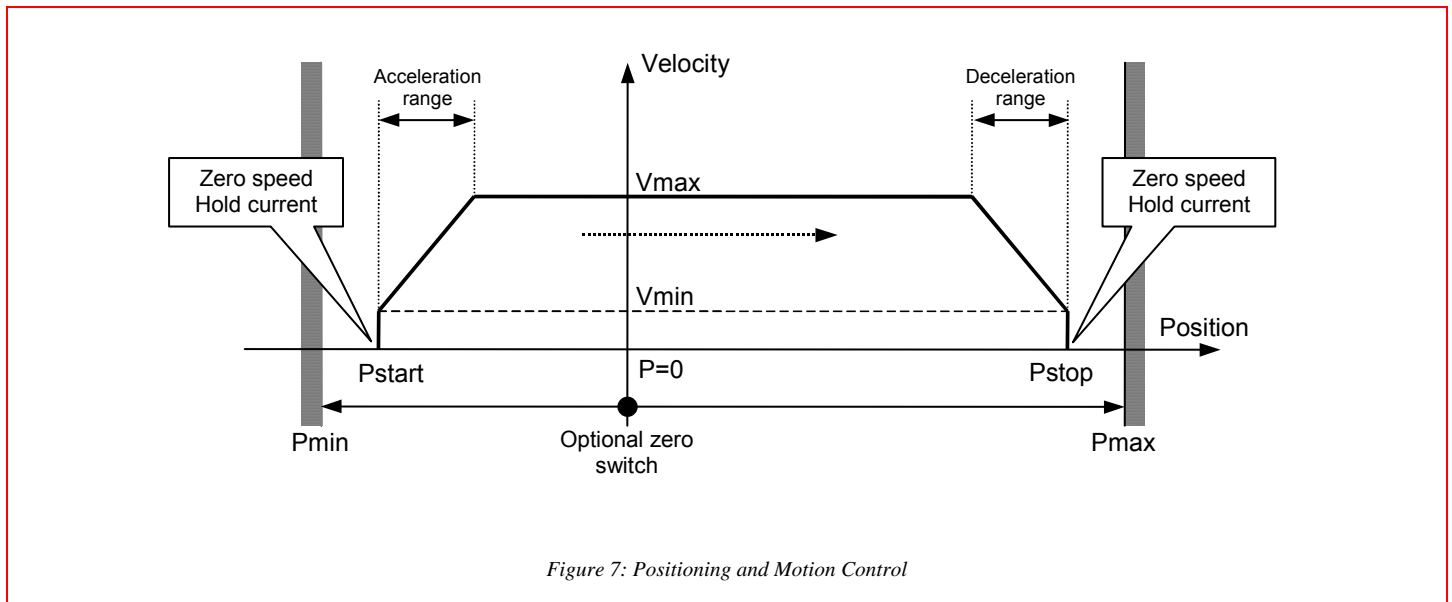 Velocity
Acceleration
range
Deceleration
range
Zero speed
Hold current
Vmax
Zero speed
Hold current
Vmin
Position
Pstart
P=0
Pstop
Pmin
Optional zero
switch
Pmax
Figure 7: Positioning and Motion Control